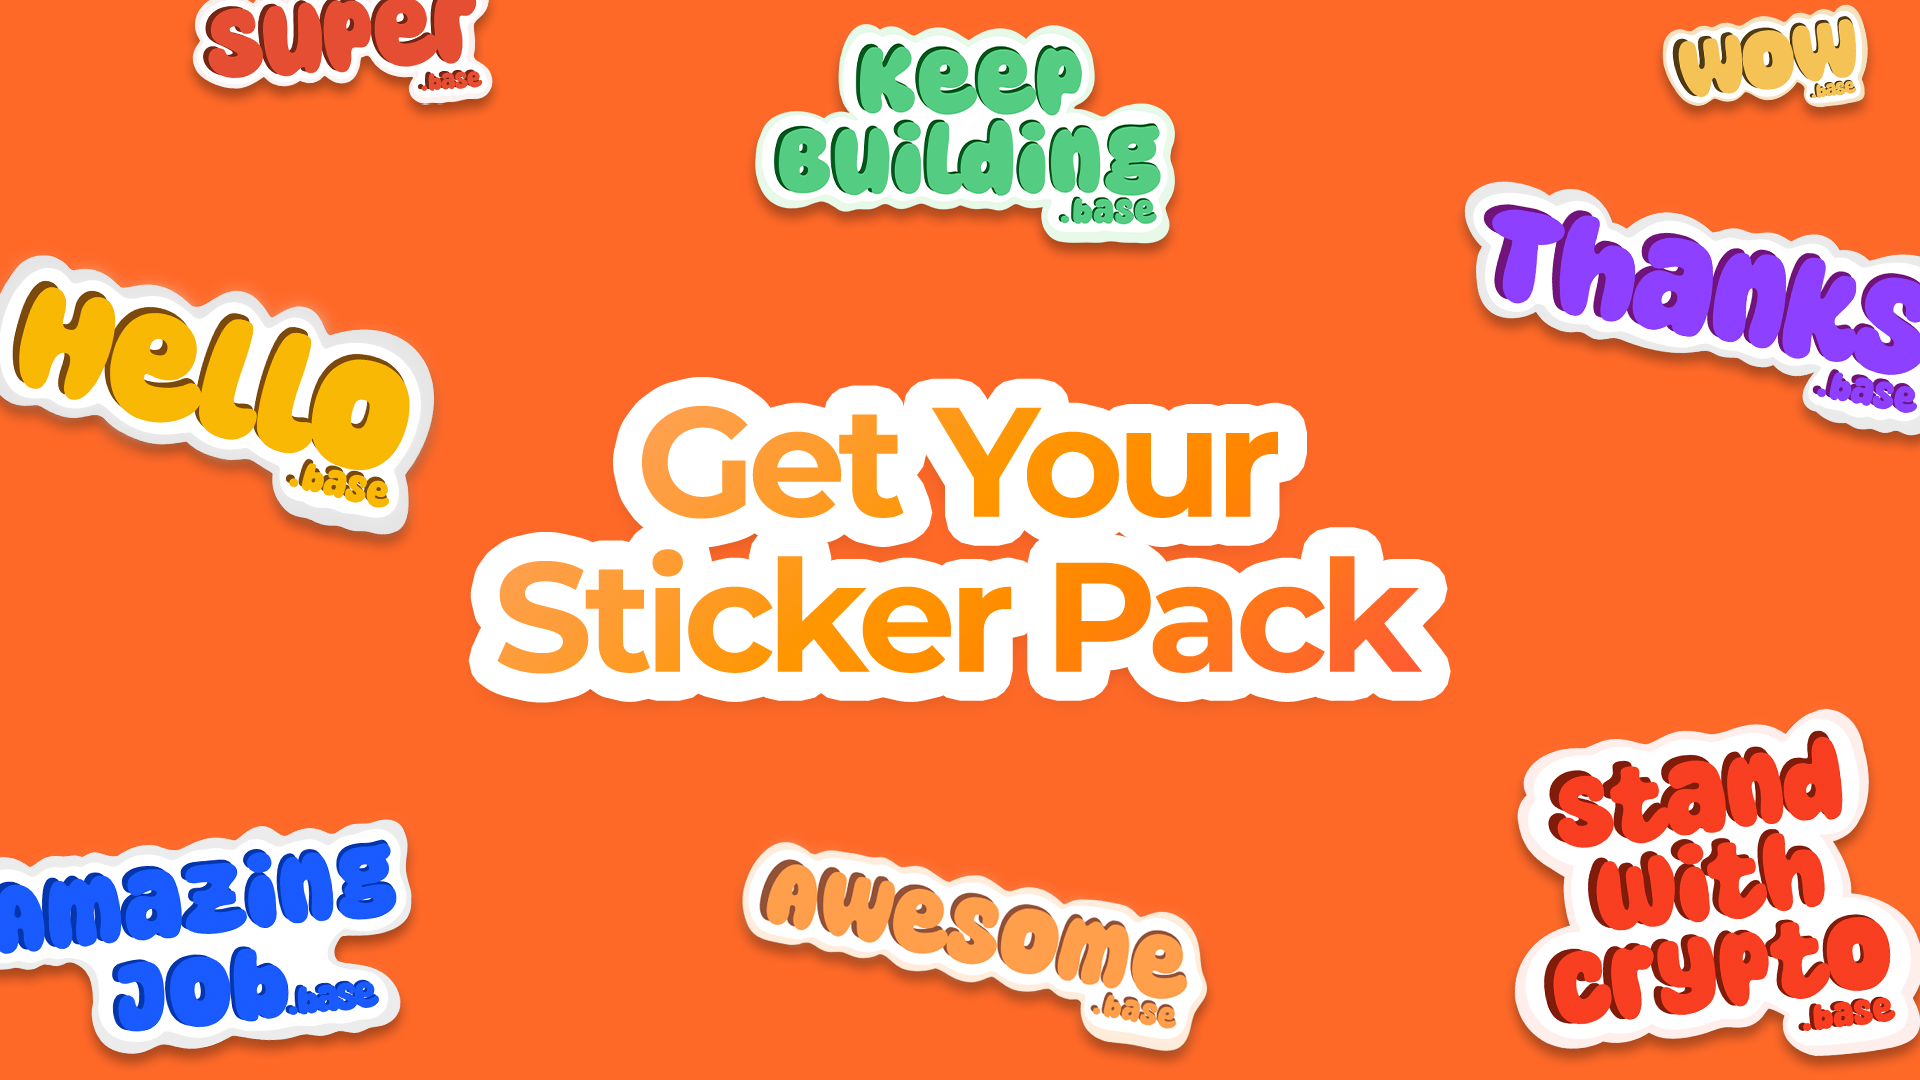 Super
.base
Keep
Building
.base
WOW
.base
Thanks
.base
Hello
.base
Get Your
Sticker Pack
Amazing
Job.base
Awesome
.base
Stand
With
Crypto
.base